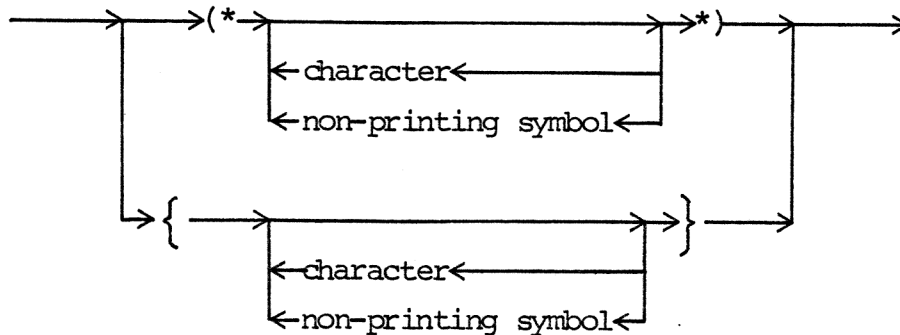 (* *)
character
non-printing symbol
{ }
character
non-printing symbol